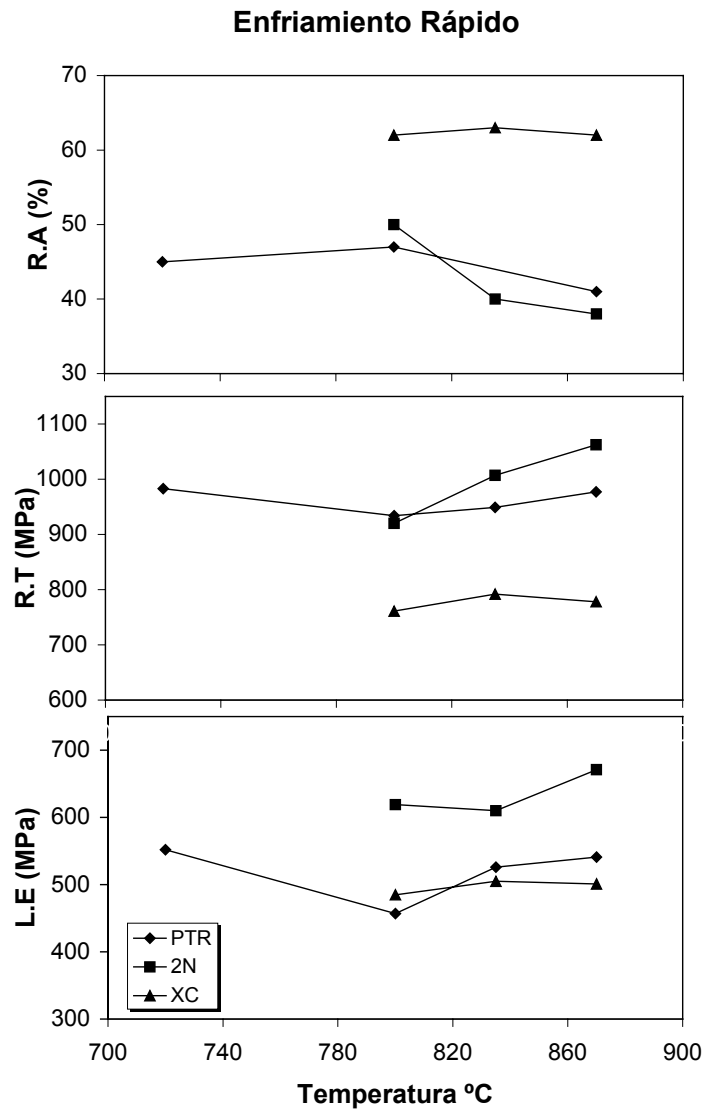 Enfriamiento Rápido
70
60
50
40
30
R.A (%)
1100
1000
900
800
700
600
R.T (MPa)
700
600
500
400
300
L.E (MPa)
PTR
2N
XC
700 740 780 820 860 900
Temperatura ºC